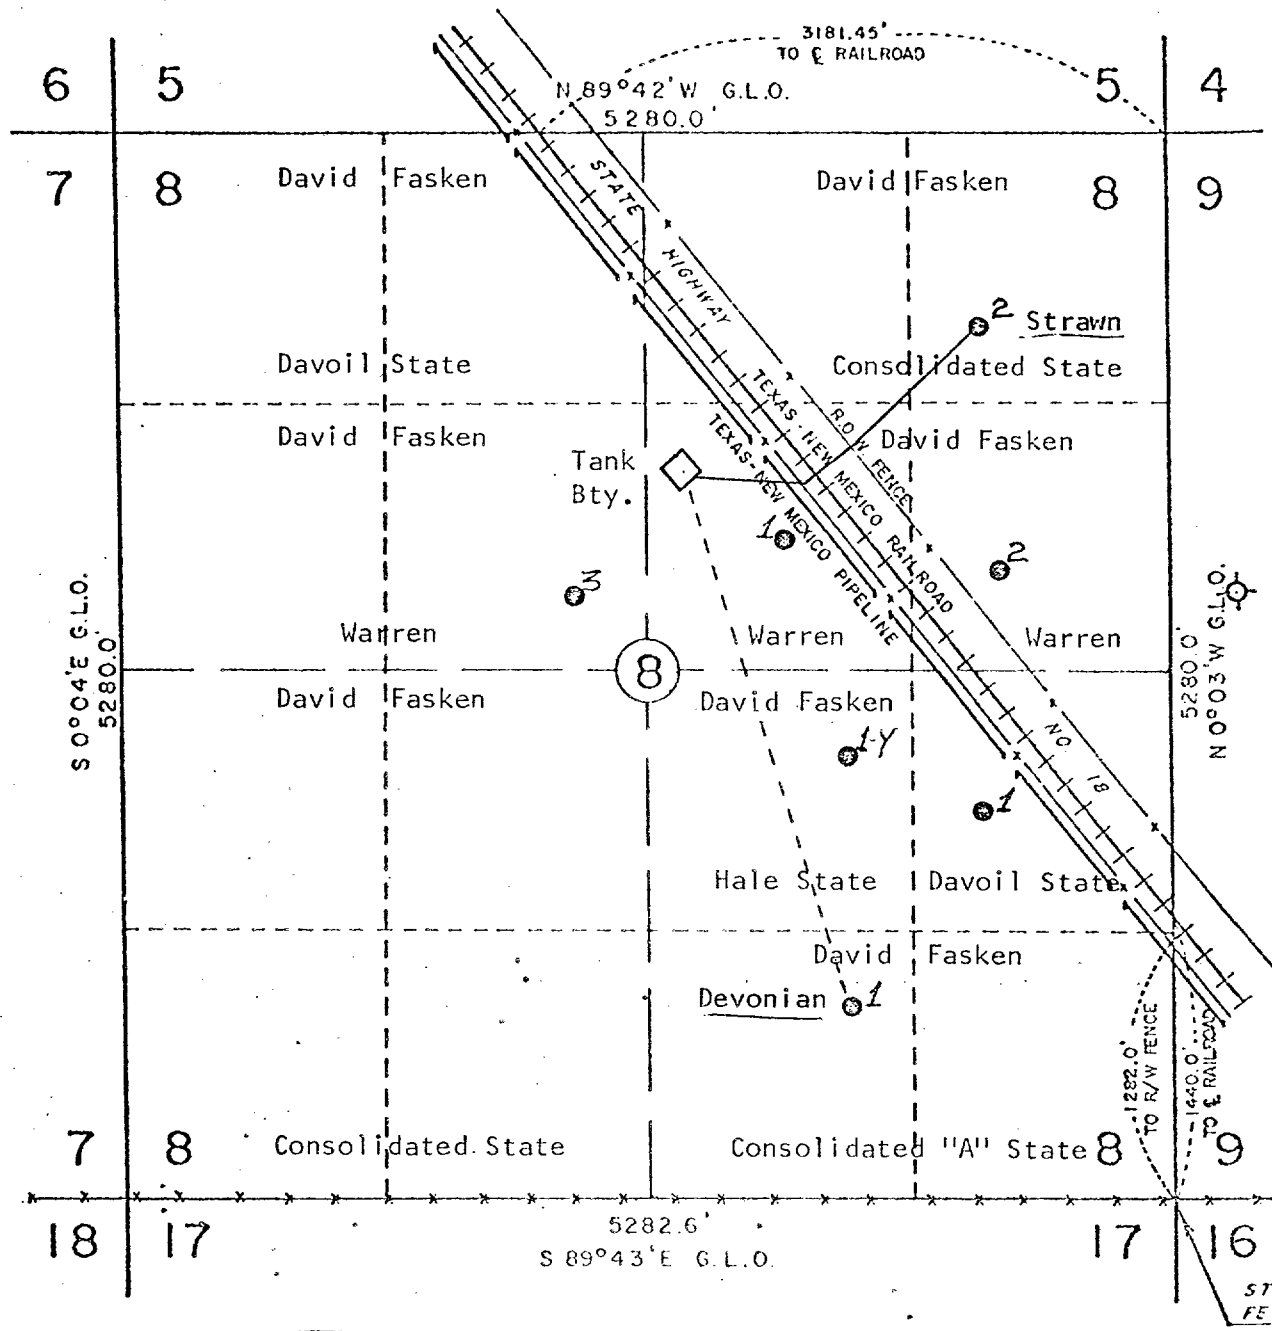 3181.45'
TO ℄ RAILROAD
6 5
5 4
N 89°42'W G.L.O.
5280.0'
7 8
8 9
David Fasken
David Fasken
STATE HIGHWAY
2 Strawn
Davoil State
Consolidated State
David Fasken
David Fasken
TEXAS-NEW MEXICO RAILROAD
R.O.W FENCE
TEXAS-NEW MEXICO PIPELINE
Tank
Bty.
1
2
3
S 0°04'E G.L.O.
5280.0'
5280.0'
N 0°03'W G.L.O.
Warren
Warren
Warren
8
David Fasken
David Fasken
1-Y
NO. 18
1
Hale State
Davoil State
David Fasken
Devonian 1
1282.0'
TO R/W FENCE
1440.0'
TO ℄ RAILROAD
7 8
Consolidated State
Consolidated "A" State
8 9
18 17
5282.6'
S 89°43'E G.L.O.
17 16